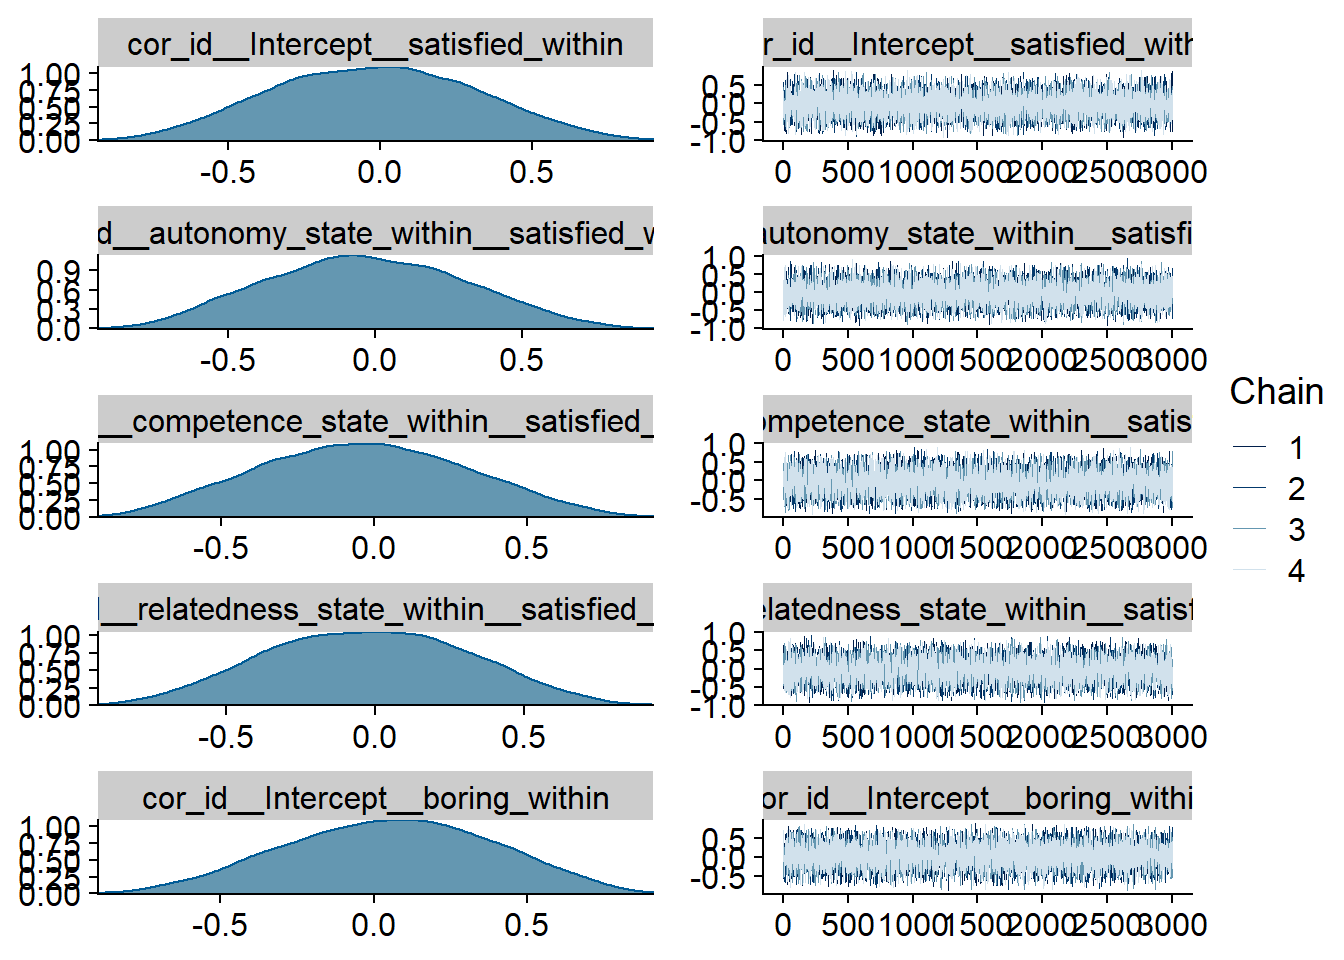 cor_id__Intercept__satisfied_within
r_id__Intercept__satisfied_with
1.00
0.75
0.50
0.25
0.00
-0.5 0.0 0.5
0.5
0.0
-0.5
-1.0
0 500 1000 1500 2000 2500 3000
d__autonomy_state_within__satisfied_w
autonomy_state_within__satisfi
0.9
0.6
0.3
0.0
-0.5 0.0 0.5
1.0
0.5
0.0
-0.5
-1.0
0 500 1000 1500 2000 2500 3000
__competence_state_within__satisfied_
ompetence_state_within__satis
1.00
0.75
0.50
0.25
0.00
-0.5 0.0 0.5
1.0
0.5
0.0
-0.5
0 500 1000 1500 2000 2500 3000
__relatedness_state_within__satisfied_
elatedness_state_within__satisf
1.00
0.75
0.50
0.25
0.00
-0.5 0.0 0.5
1.0
0.5
0.0
-0.5
-1.0
0 500 1000 1500 2000 2500 3000
cor_id__Intercept__boring_within
or_id__Intercept__boring_withi
1.00
0.75
0.50
0.25
0.00
-0.5 0.0 0.5
0.5
0.0
-0.5
0 500 1000 1500 2000 2500 3000
Chain
1
2
3
4